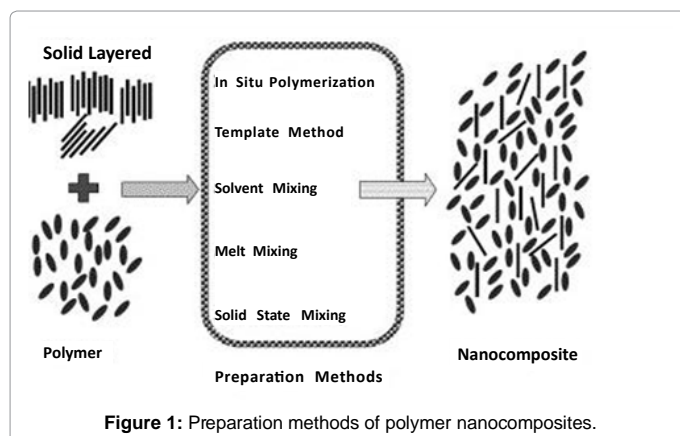 Solid Layered
Polymer
In Situ Polymerization
Template Method
Solvent Mixing
Melt Mixing
Solid State Mixing
Preparation Methods
Nanocomposite
Figure 1: Preparation methods of polymer nanocomposites.